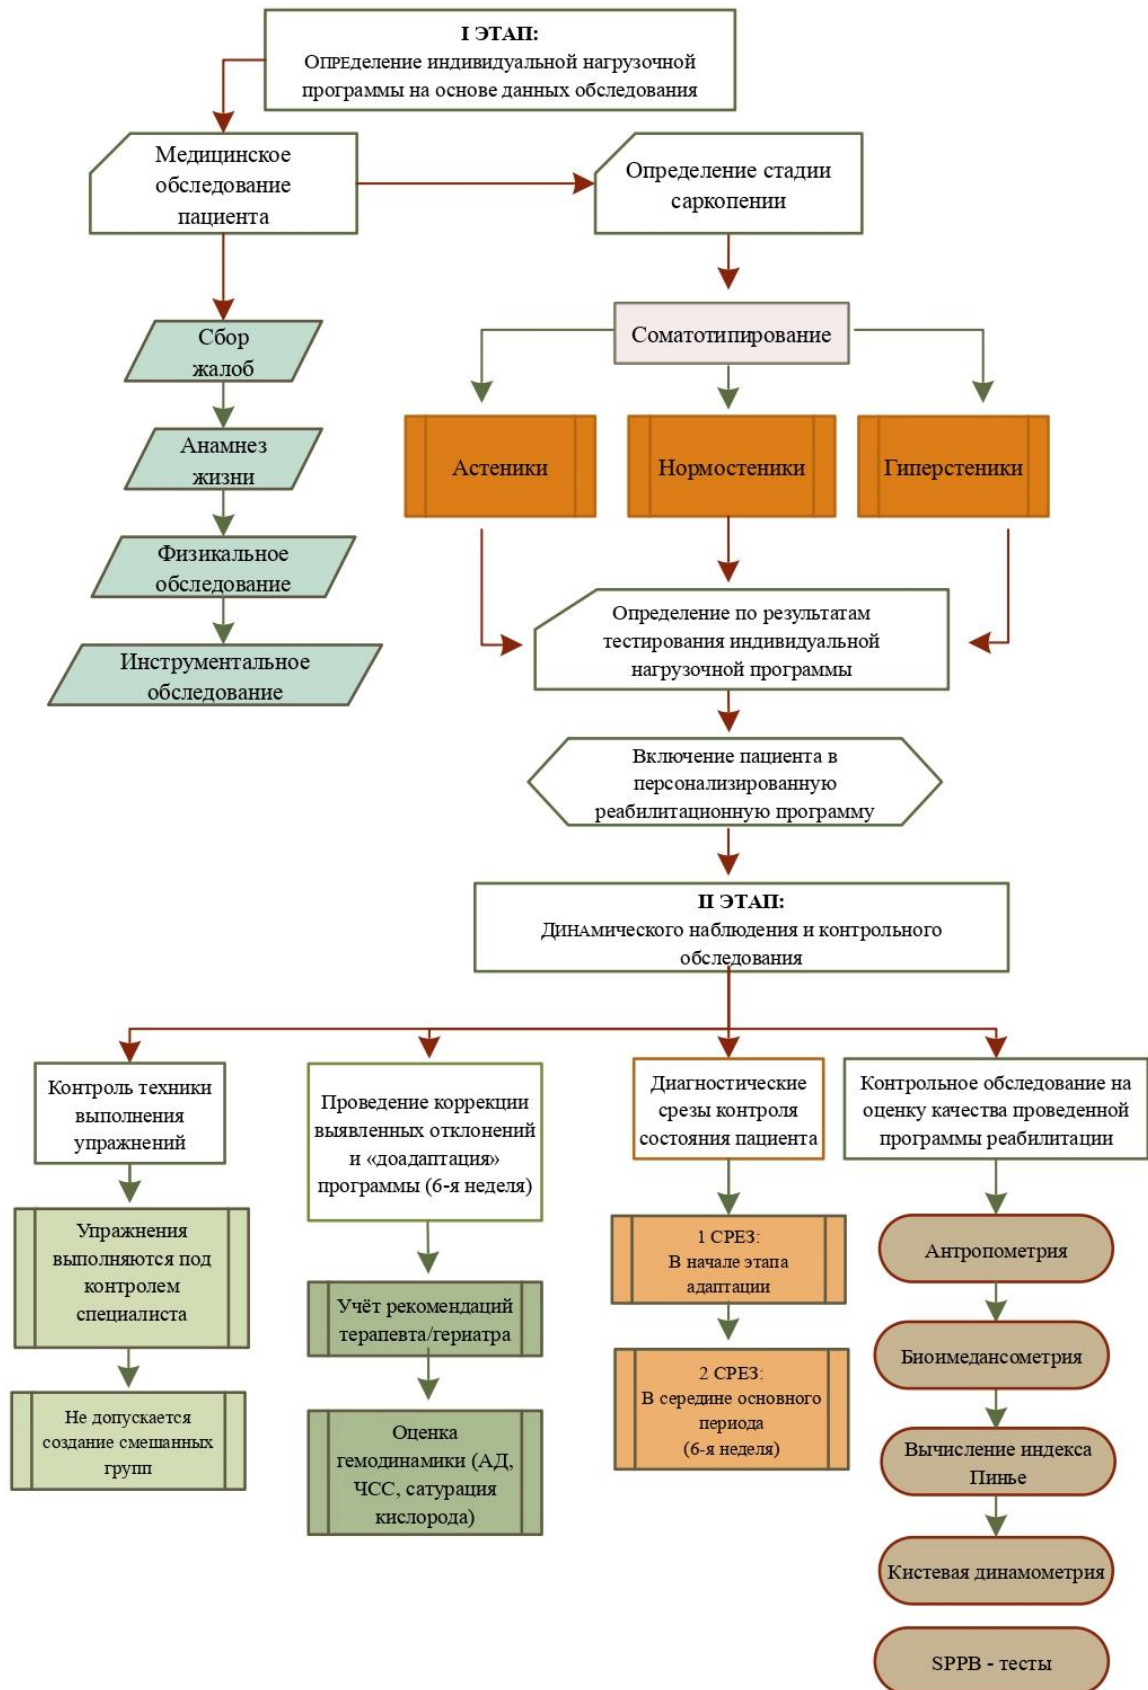 I ЭТАП:
ОПРЕделение индивидуальной нагрузочной
программы на основе данных обследования
Медицинское
обследование
пациента
Определение стадии
саркопении
Сбор
жалоб
Анамнез
жизни
Физикальное
обследование
Инструментальное
обследование
Соматотипирование
Астеники
Нормостеники
Гиперстеники
Определение по результатам
тестирования индивидуальной
нагрузочной программы
Включение пациента в
персонализированную
реабилитационную программу
II ЭТАП:
ДИНАмического наблюдения и контрольного
обследования
Контроль техники
выполнения
упражнений
Упражнения
выполняются под
контролем
специалиста
Не допускается
создание смешанных
групп
Проведение коррекции
выявленных отклонений
и «доадаптация»
программы (6-я неделя)
Учёт рекомендаций
терапевта/гериатра
Оценка
гемодинамики (АД,
ЧСС, сатурация
кислорода)
Диагностические
срезы контроля
состояния пациента
1 СРЕЗ:
В начале этапа
адаптации
2 СРЕЗ:
В середине основного
периода
(6-я неделя)
Контрольное обследование на
оценку качества проведенной
программы реабилитации
Антропометрия
Биоимедансометрия
Вычисление индекса
Пинье
Кистевая динамометрия
SPPB - тесты